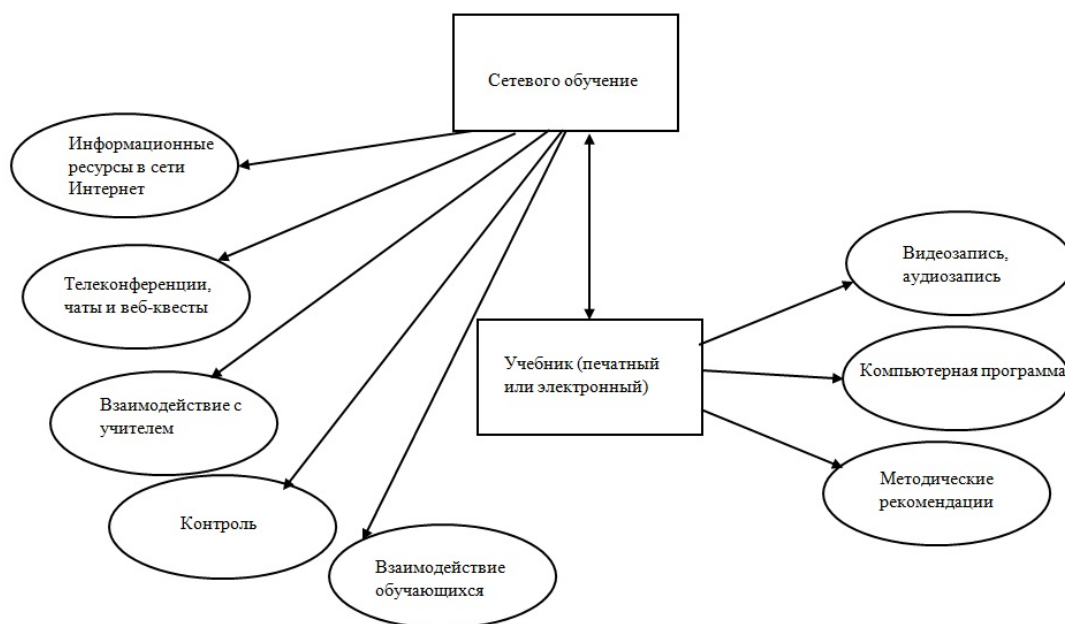 Сетевого обучение
Информационные
ресурсы в сети
Интернет
Телеконференции,
чаты и веб-квесты
Взаимодействие с
учителем
Контроль
Взаимодействие
обучающихся
Учебник (печатный
или электронный)
Видеозапись,
аудиозапись
Компьютерная программа
Методические
рекомендации